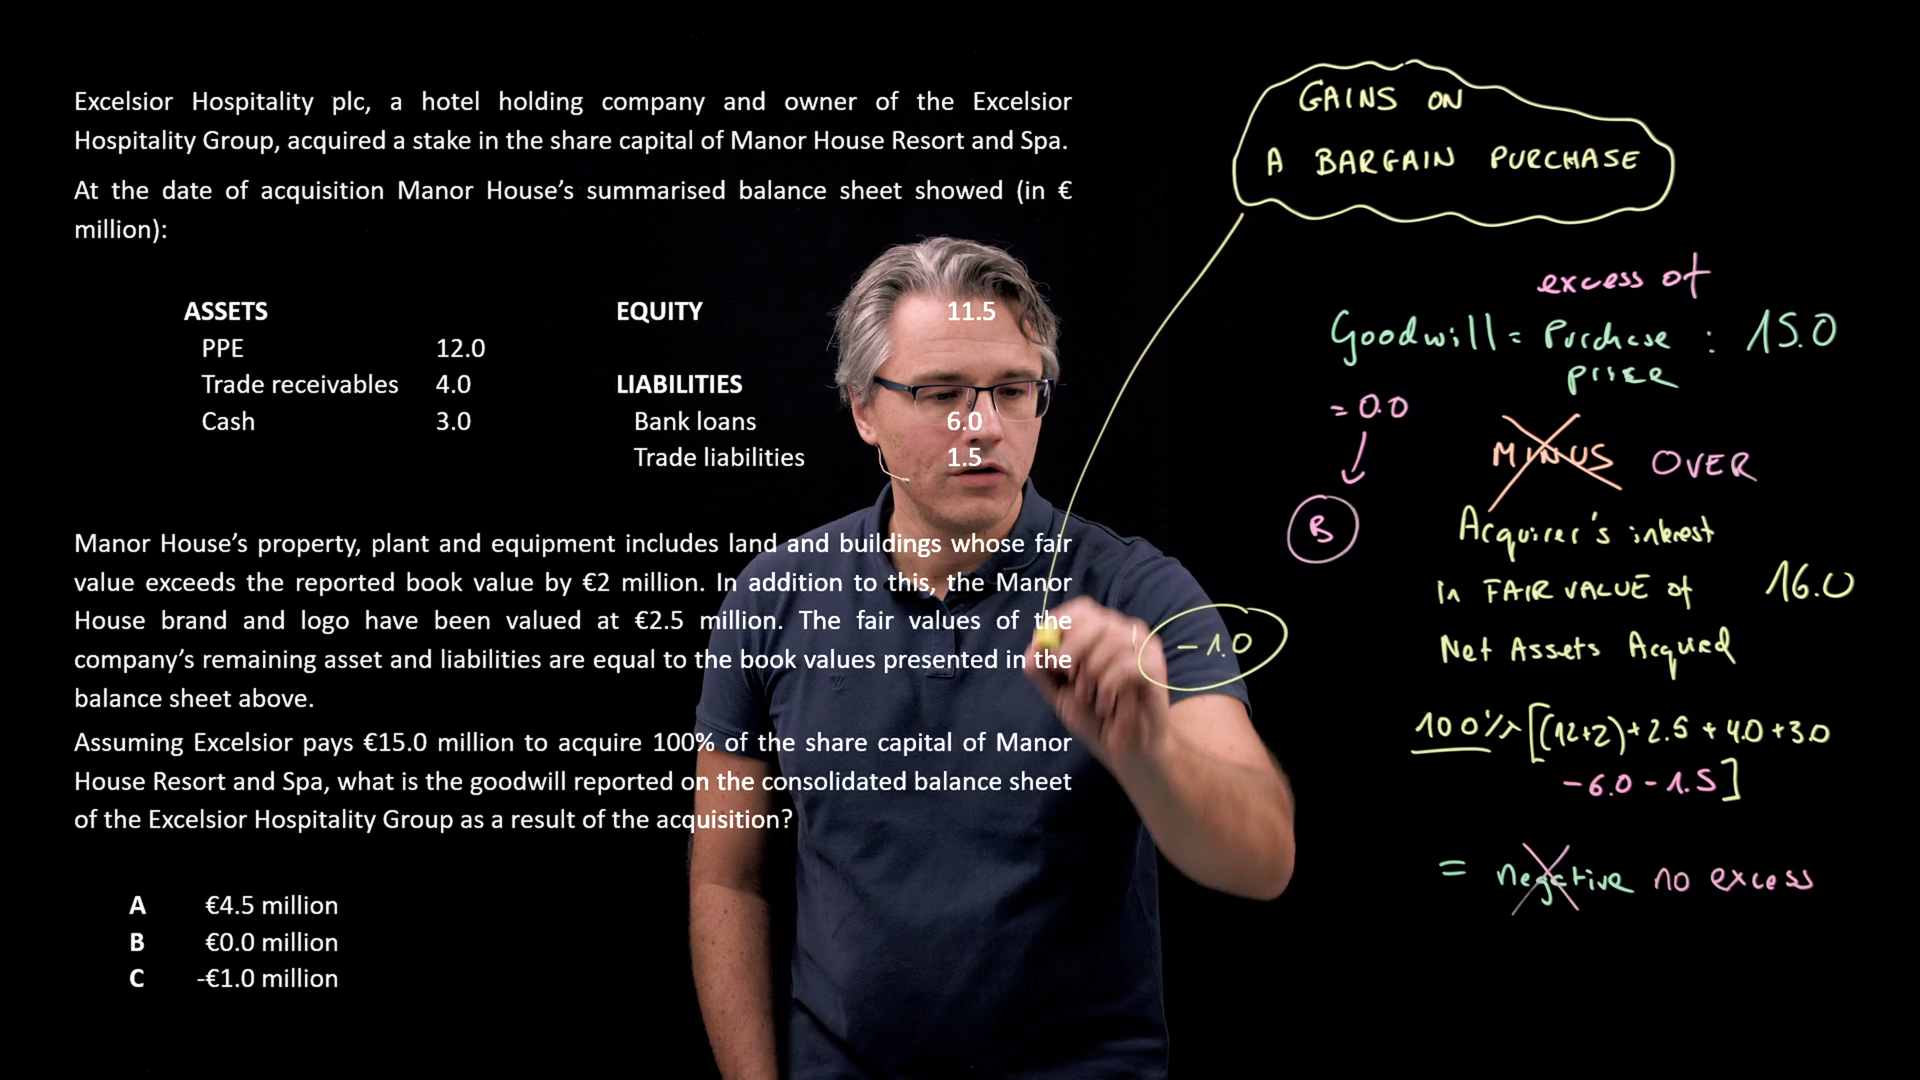 Excelsior Hospitality plc, a hotel holding company and owner of the Excelsior
Hospitality Group, acquired a stake in the share capital of Manor House Resort and Spa.
At the date of acquisition Manor House’s summarised balance sheet showed (in €
million):
ASSETS
PPE 12.0
Trade receivables 4.0
Cash 3.0
EQUITY 11.5
LIABILITIES
Bank loans 6.0
Trade liabilities 1.5
Manor House’s property, plant and equipment includes land and buildings whose fair
value exceeds the reported book value by €2 million. In addition to this, the Manor
House brand and logo have been valued at €2.5 million. The fair values of the
company’s remaining asset and liabilities are equal to the book values presented in the
balance sheet above.
Assuming Excelsior pays €15.0 million to acquire 100% of the share capital of Manor
House Resort and Spa, what is the goodwill reported on the consolidated balance sheet
of the Excelsior Hospitality Group as a result of the acquisition?
A €4.5 million
B €0.0 million
C -€1.0 million
GAINS ON
A BARGAIN PURCHASE
excess of
Goodwill = Purchase : 15.0
price
= 0.0
MINUS OVER
B
Acquirer's interest
in FAIR VALUE of 16.0
Net Assets Acquired
-1.0
100% [(12+2)+2.5+4.0+3.0
-6.0-1.5]
= negative no excess